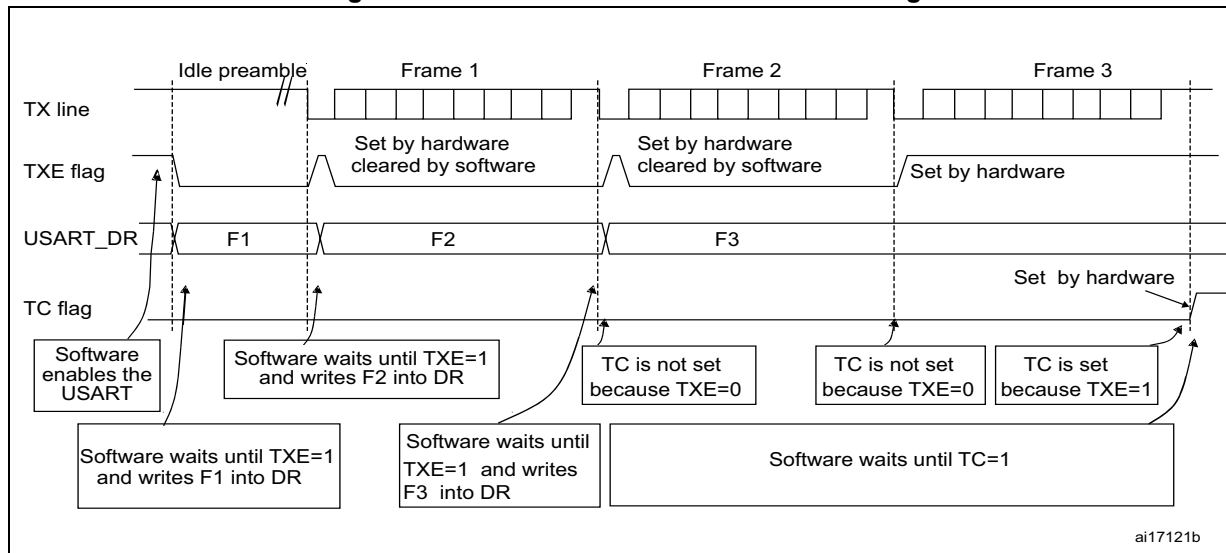 Idle preamble Frame 1 Frame 2 Frame 3
TX line
Set by hardware
cleared by software
Set by hardware
cleared by software
TXE flag
Set by hardware
USART_DR F1 F2 F3
Set by hardware
TC flag
Software
enables the
USART
Software waits until TXE=1
and writes F2 into DR
TC is not set
because TXE=0
TC is not set
because TXE=0
TC is set
because TXE=1
Software waits until TXE=1
and writes F1 into DR
Software waits until
TXE=1 and writes
F3 into DR
Software waits until TC=1
ai17121b